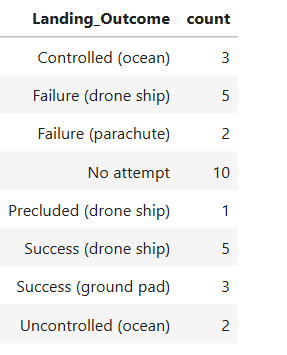 Landing_Outcome count
Controlled (ocean) 3
Failure (drone ship) 5
Failure (parachute) 2
No attempt 10
Precluded (drone ship) 1
Success (drone ship) 5
Success (ground pad) 3
Uncontrolled (ocean) 2